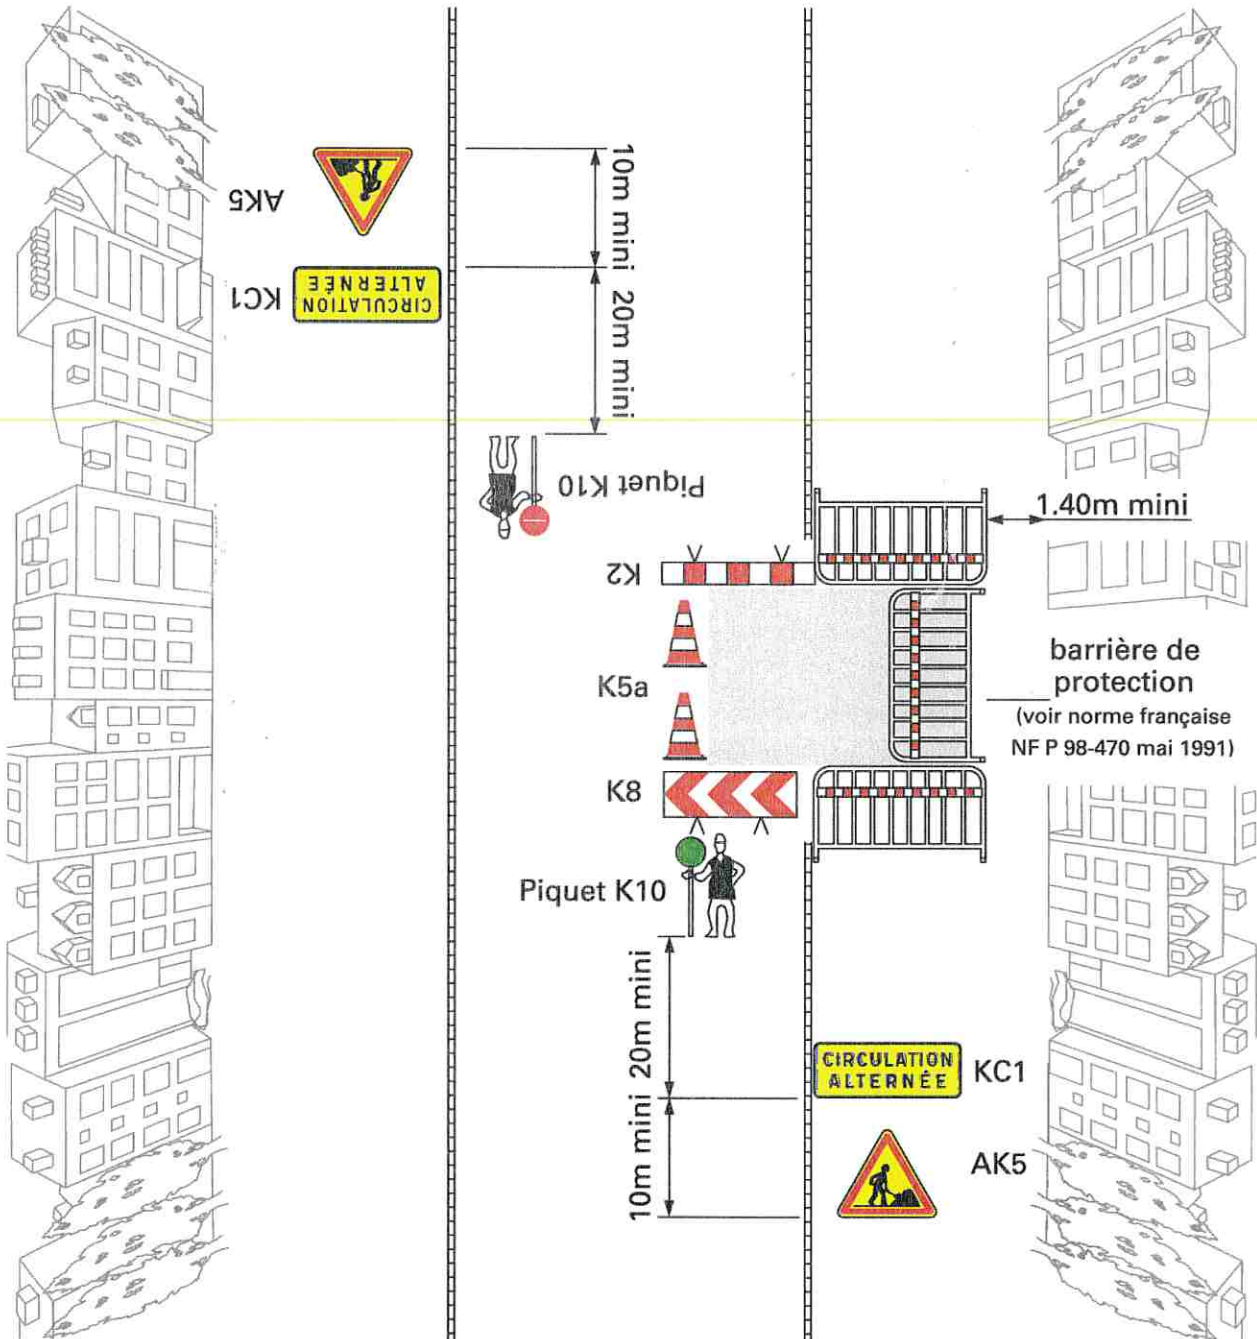 10m mini
AK5
CIRCULATION
ALTERNÉE
KC1
20m mini
Piquet K10
1.40m mini
K2
barrière de
protection
(voir norme française
NF P 98-470 mai 1991)
K5a
K8
Piquet K10
20m mini
CIRCULATION
ALTERNÉE
KC1
10m mini
AK5